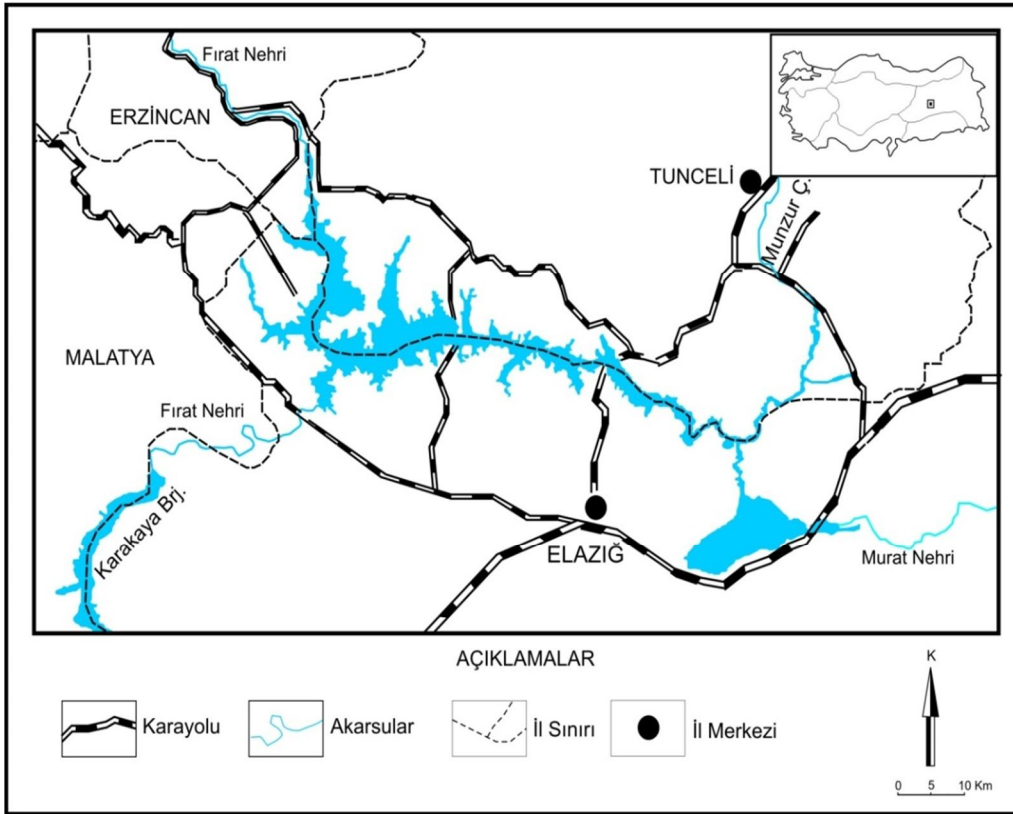 Fırat Nehri
ERZİNCAN
TUNCELİ
Munzur Ç.
MALATYA
Fırat Nehri
Karakaya Brj.
ELAZIĞ
Murat Nehri
AÇIKLAMALAR
K
Karayolu
Akarsular
İl Sınırı
İl Merkezi
0 5 10 Km